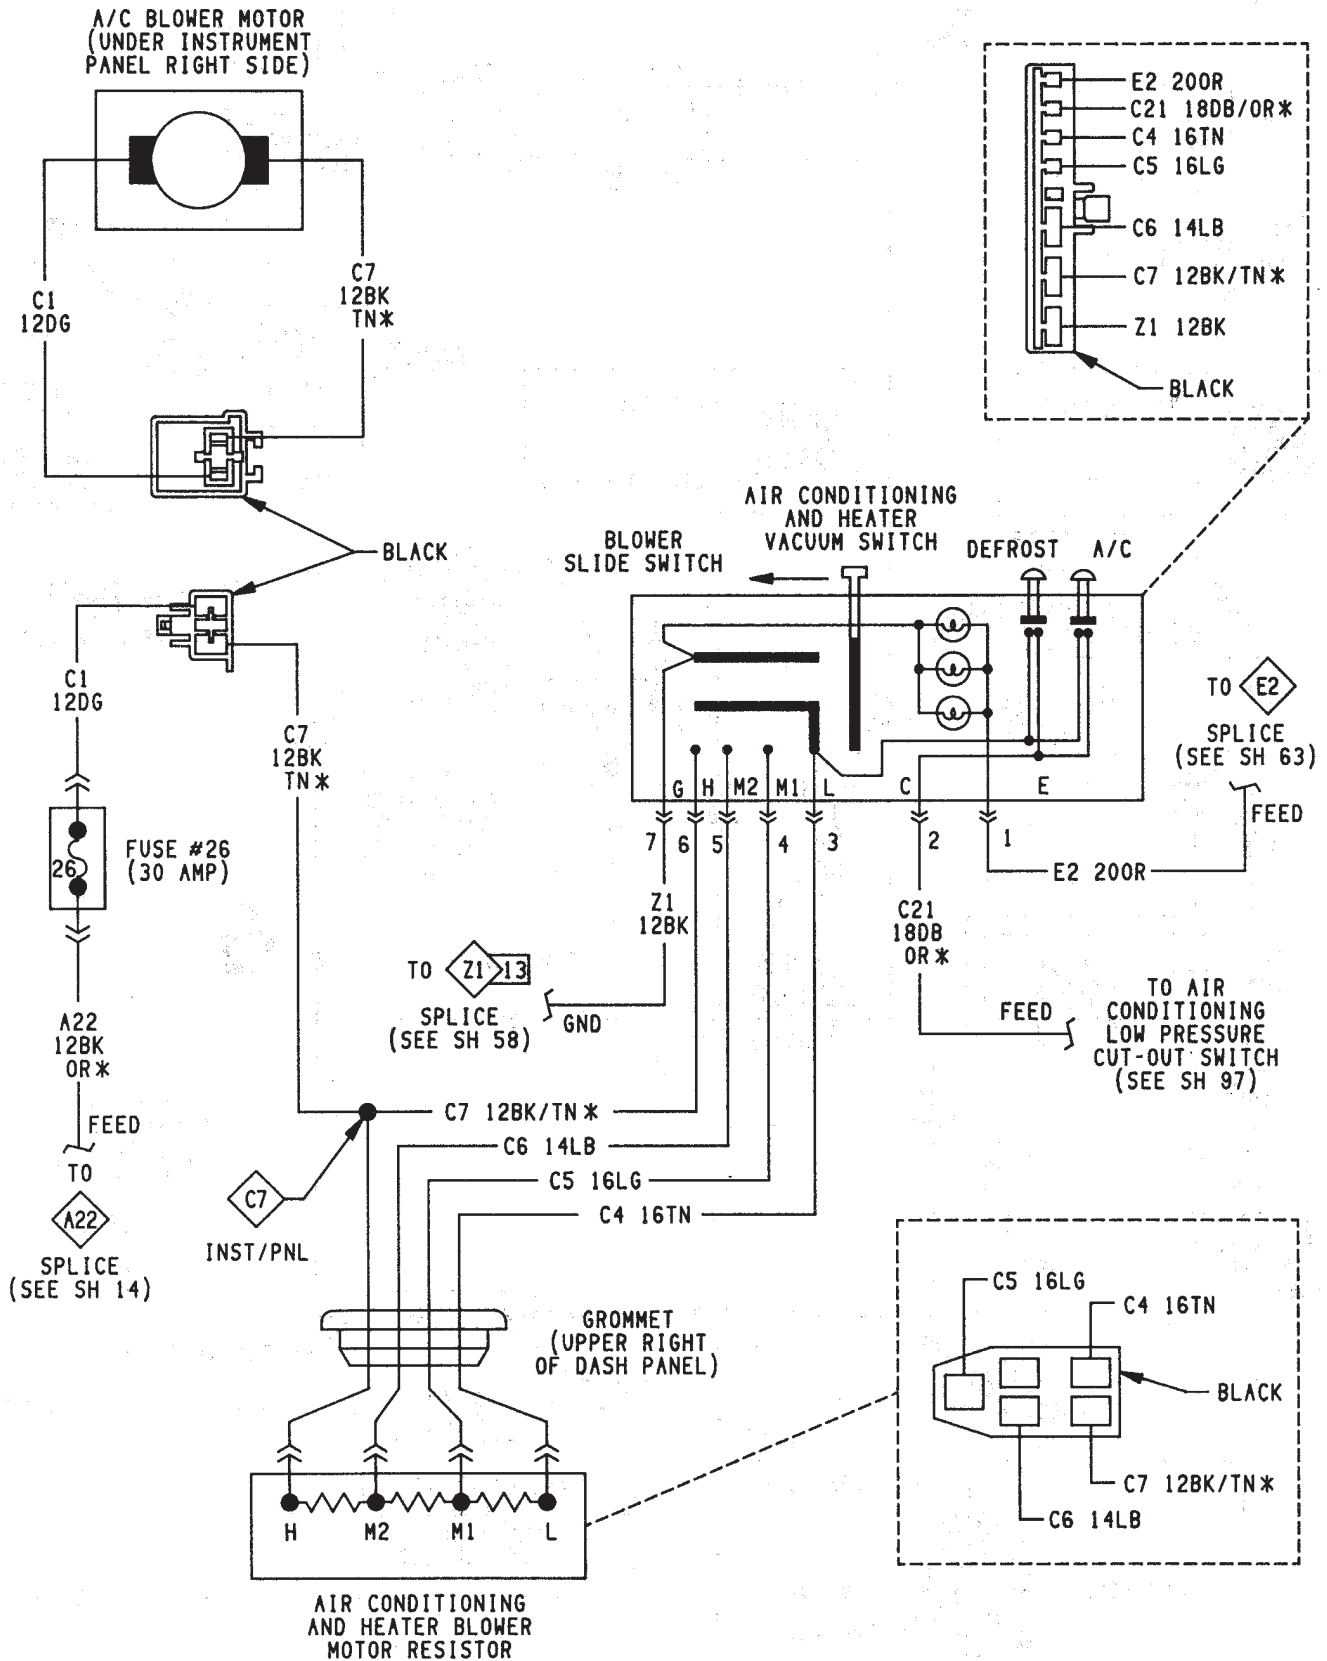 A/C BLOWER MOTOR
(UNDER INSTRUMENT
PANEL RIGHT SIDE)
E2 200R
C21 18DB/OR*
C4 16TN
C5 16LG
C6 14LB
C7 12BK/TN*
Z1 12BK
BLACK
C1
12DG
C7
12BK
TN*
BLACK
AIR CONDITIONING
AND HEATER
VACUUM SWITCH
BLOWER
SLIDE SWITCH
DEFROST
A/C
C1
12DG
C7
12BK
TN*
TO E2
SPLICE
(SEE SH 63)
FEED
G H M2 M1 L C E
7 6 5 4 3 2 1
26
FUSE #26
(30 AMP)
E2 200R
Z1
12BK
C21
18DB
OR*
TO Z1 13
SPLICE
(SEE SH 58)
GND
FEED
TO AIR
CONDITIONING
LOW PRESSURE
CUT-OUT SWITCH
(SEE SH 97)
A22
12BK
OR*
FEED
TO
A22
SPLICE
(SEE SH 14)
C7 12BK/TN*
C6 14LB
C5 16LG
C4 16TN
C7
INST/PNL
GROMMET
(UPPER RIGHT
OF DASH PANEL)
C5 16LG
C4 16TN
BLACK
C7 12BK/TN*
C6 14LB
H M2 M1 L
AIR CONDITIONING
AND HEATER BLOWER
MOTOR RESISTOR